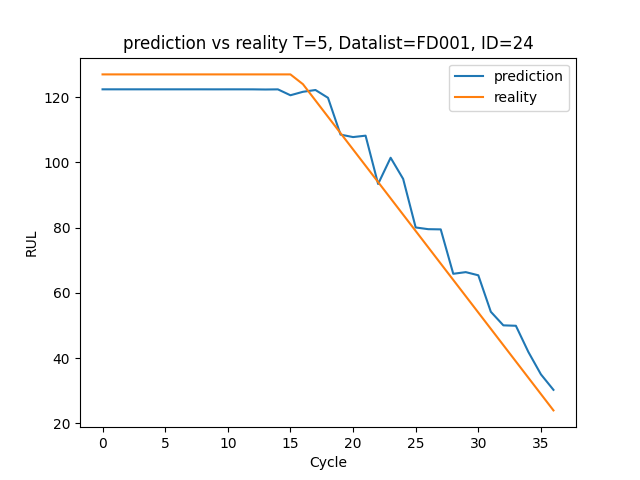 prediction vs reality T=5, Datalist=FD001, ID=24
prediction
reality
RUL
120
100
80
60
40
20
0 5 10 15 20 25 30 35
Cycle